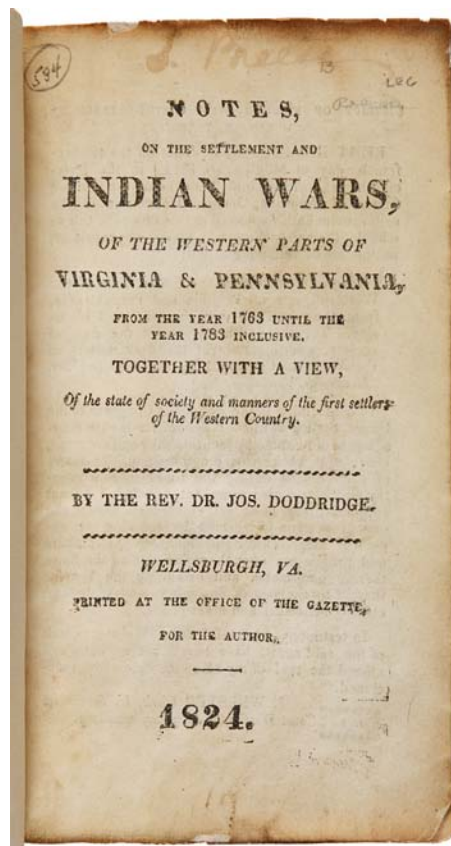 594
B
LEG
NOTES,
ON THE SETTLEMENT AND
INDIAN WARS,
OF THE WESTERN PARTS OF
VIRGINIA & PENNSYLVANIA,
FROM THE YEAR 1763 UNTIL THE
YEAR 1783 INCLUSIVE.
TOGETHER WITH A VIEW,
Of the state of society and manners of the first settlers
of the Western Country.
BY THE REV. DR. JOS. DODDRIDGE.
WELLSBURGH, VA.
PRINTED AT THE OFFICE OF THE GAZETTE,
FOR THE AUTHOR.
1824.